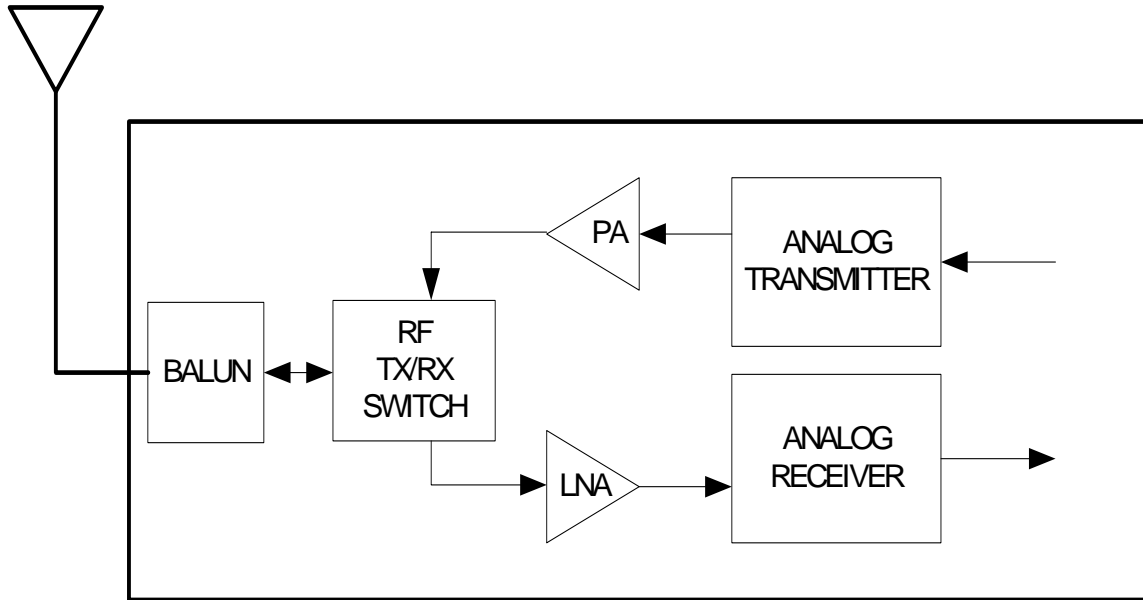 PA
ANALOG
TRANSMITTER
BALUN
RF
TX/RX
SWITCH
LNA
ANALOG
RECEIVER